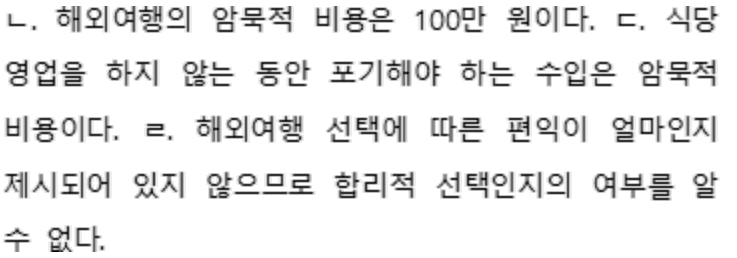 ㄴ. 해외여행의 암묵적 비용은 100만 원이다. ㄷ. 식당
영업을 하지 않는 동안 포기해야 하는 수입은 암묵적
비용이다. ㄹ. 해외여행 선택에 따른 편익이 얼마인지
제시되어 있지 않으므로 합리적 선택인지의 여부를 알
수 없다.